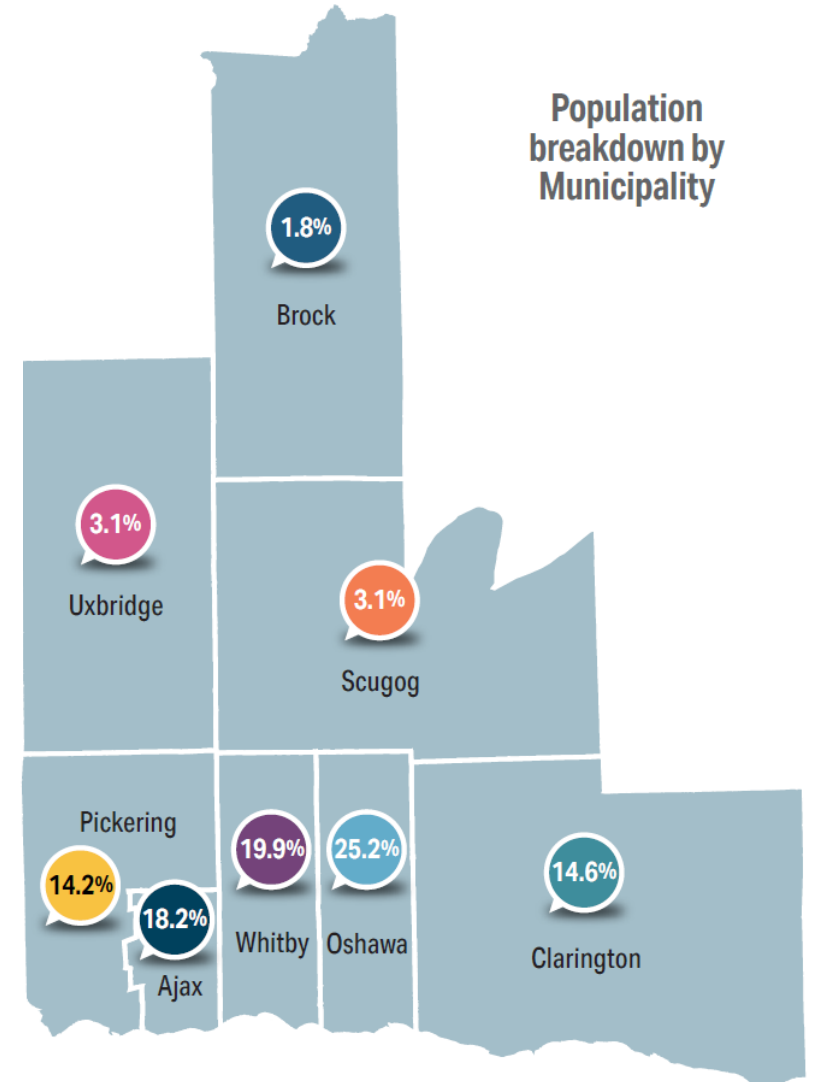 Population
breakdown by
Municipality
1.8%
Brock
3.1%
Uxbridge
3.1%
Scugog
Pickering
14.2%
18.2%
Ajax
19.9%
Whitby
25.2%
Oshawa
14.6%
Clarington